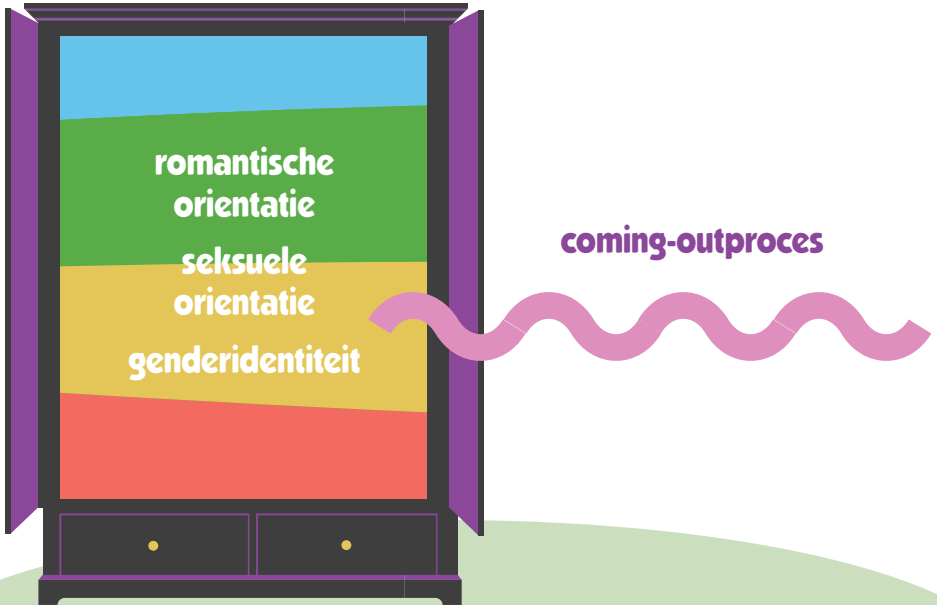 romantische
orientatie
seksuele
orientatie
genderidentiteit
coming-outproces